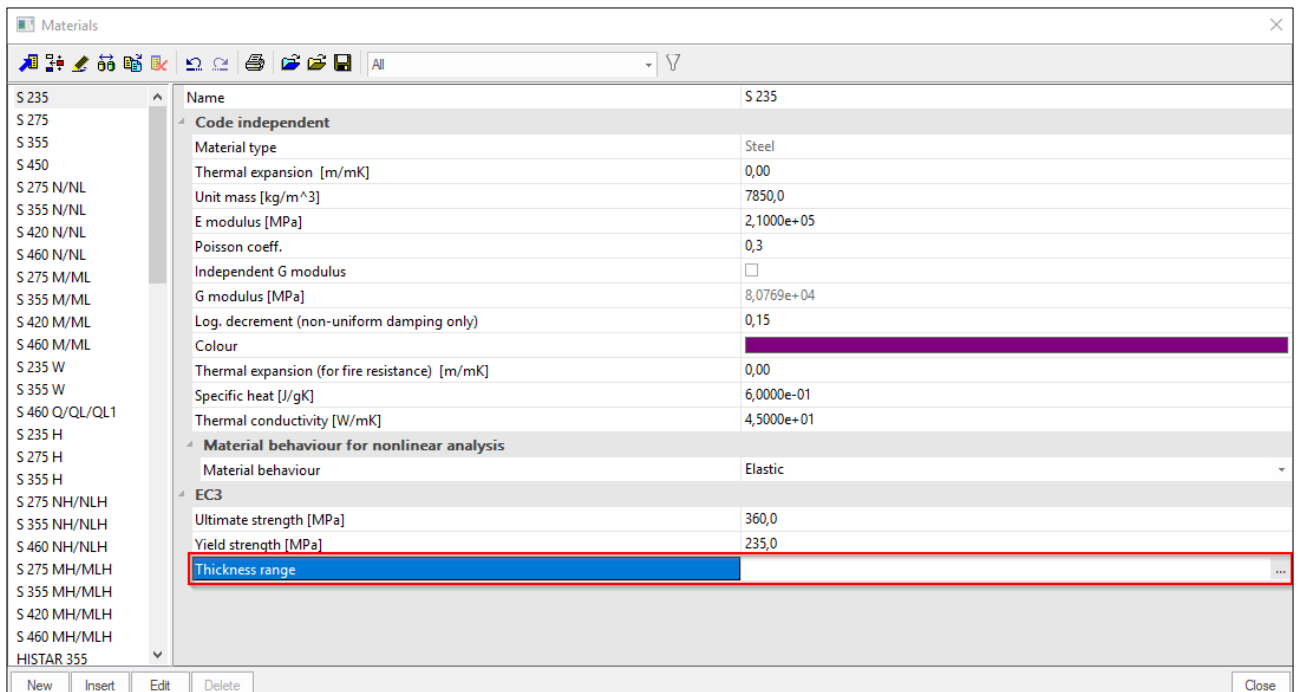 Materials
All
S 235
S 275
S 355
S 450
S 275 N/NL
S 355 N/NL
S 420 N/NL
S 460 N/NL
S 275 M/ML
S 355 M/ML
S 420 M/ML
S 460 M/ML
S 235 W
S 355 W
S 460 Q/QL/QL1
S 235 H
S 275 H
S 355 H
S 275 NH/NLH
S 355 NH/NLH
S 460 NH/NLH
S 275 MH/MLH
S 355 MH/MLH
S 420 MH/MLH
S 460 MH/MLH
HISTAR 355
Name S 235
Code independent
Material type Steel
Thermal expansion [m/mK] 0,00
Unit mass [kg/m^3] 7850,0
E modulus [MPa] 2,1000e+05
Poisson coeff. 0,3
Independent G modulus
G modulus [MPa] 8,0769e+04
Log. decrement (non-uniform damping only) 0,15
Colour
Thermal expansion (for fire resistance) [m/mK] 0,00
Specific heat [J/gK] 6,0000e-01
Thermal conductivity [W/mK] 4,5000e+01
Material behaviour for nonlinear analysis
Material behaviour Elastic
EC3
Ultimate strength [MPa] 360,0
Yield strength [MPa] 235,0
Thickness range ...
New Insert Edit Delete Close